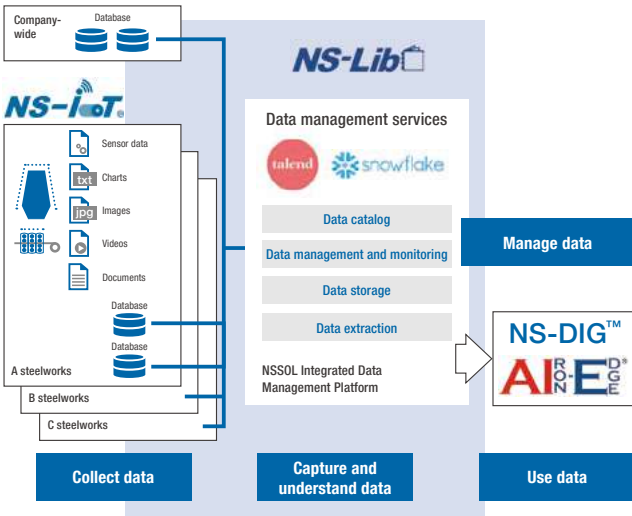 Company-
wide
Database
NS-IoT®
Sensor data
txt
Charts
jpg
Images
Videos
Documents
Database
Database
A steelworks
B steelworks
C steelworks
NS-Lib
Data management services
talend
snowflake
Data catalog
Data management and monitoring
Data storage
Data extraction
NSSOL Integrated Data
Management Platform
Manage data
NS-DIG™
AIRON-EDGE®
Collect data
Capture and
understand data
Use data